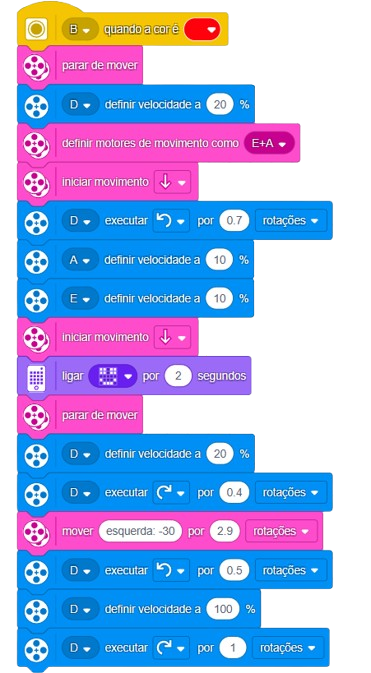 B quando a cor é
parar de mover
D definir velocidade a 20 %
definir motores de movimento como E+A
iniciar movimento
D executar por 0.7 rotações
A definir velocidade a 10 %
E definir velocidade a 10 %
iniciar movimento
ligar por 2 segundos
parar de mover
D definir velocidade a 20 %
D executar por 0.4 rotações
mover esquerda: -30 por 2.9 rotações
D executar por 0.5 rotações
D definir velocidade a 100 %
D executar por 1 rotações